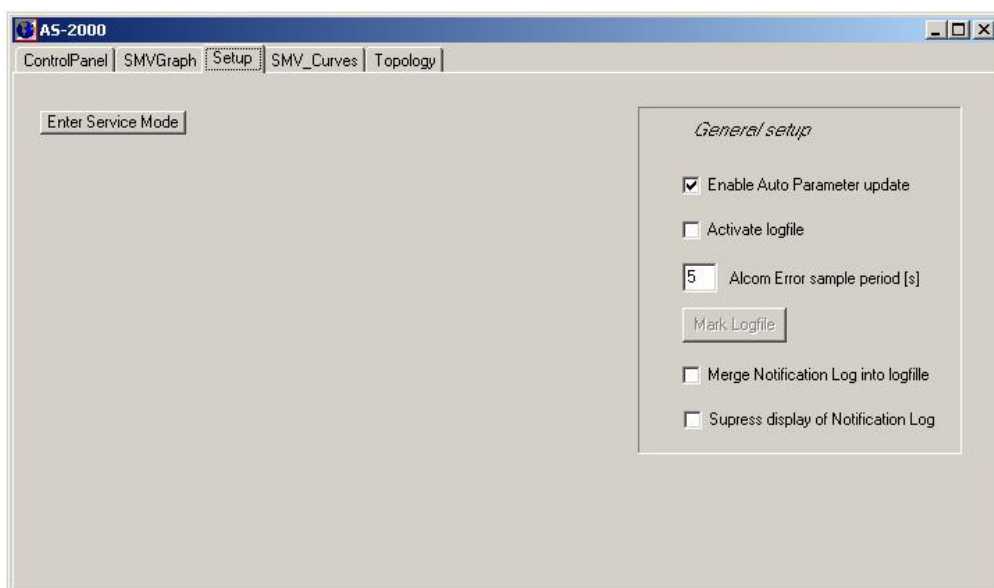 AS-2000
ControlPanel SMVGraph Setup SMV_Curves Topology
Enter Service Mode
General setup
Enable Auto Parameter update
Activate logfile
5 Alcom Error sample period [s]
Mark Logfile
Merge Notification Log into logfille
Supress display of Notification Log